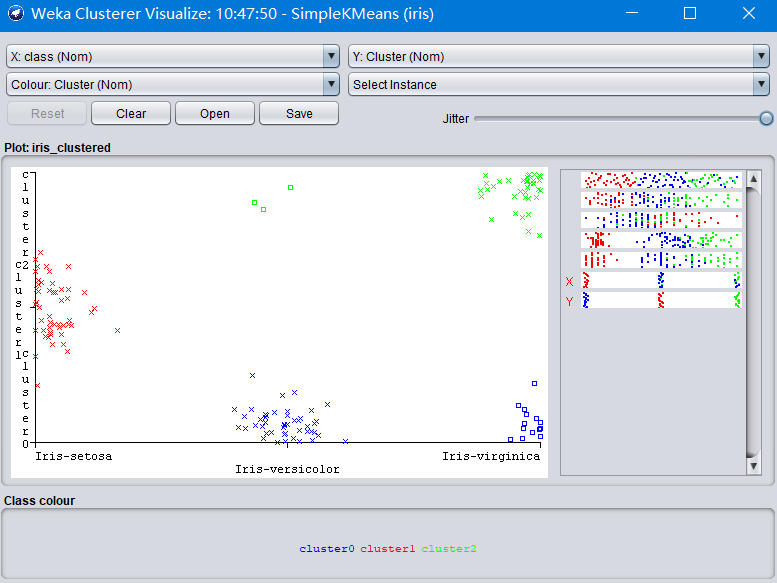 Weka Clusterer Visualize: 10:47:50 - SimpleKMeans (iris)
X: class (Nom)
Y: Cluster (Nom)
Colour: Cluster (Nom)
Select Instance
Reset
Clear
Open
Save
Jitter
Plot: iris_clustered
cluster2
cluster1
cluster0
Iris-setosa
Iris-versicolor
Iris-virginica
X
Y
Class colour
cluster0 cluster1 cluster2